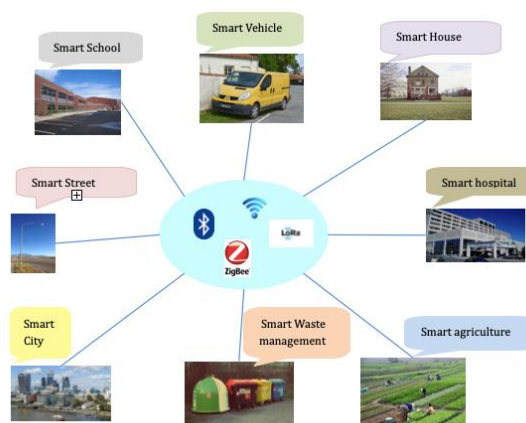 Smart School
Smart Vehicle
Smart House
Smart Street
Smart hospital
LoRa
ZigBee
Smart
City
Smart Waste
management
Smart agriculture